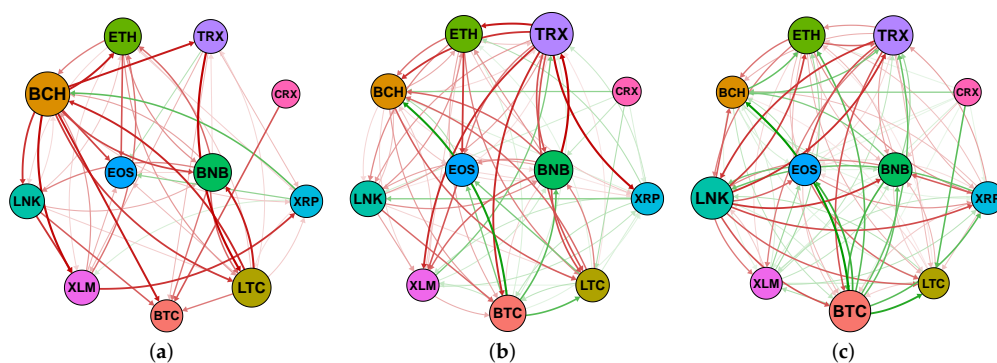 ETH
TRX
BCH
CRX
EOS
BNB
LNK
XRP
XLM
LTC
BTC
(a)
ETH
TRX
BCH
CRX
EOS
BNB
LNK
XRP
XLM
LTC
BTC
(b)
ETH
TRX
BCH
CRX
EOS
BNB
LNK
XRP
XLM
LTC
BTC
(c)